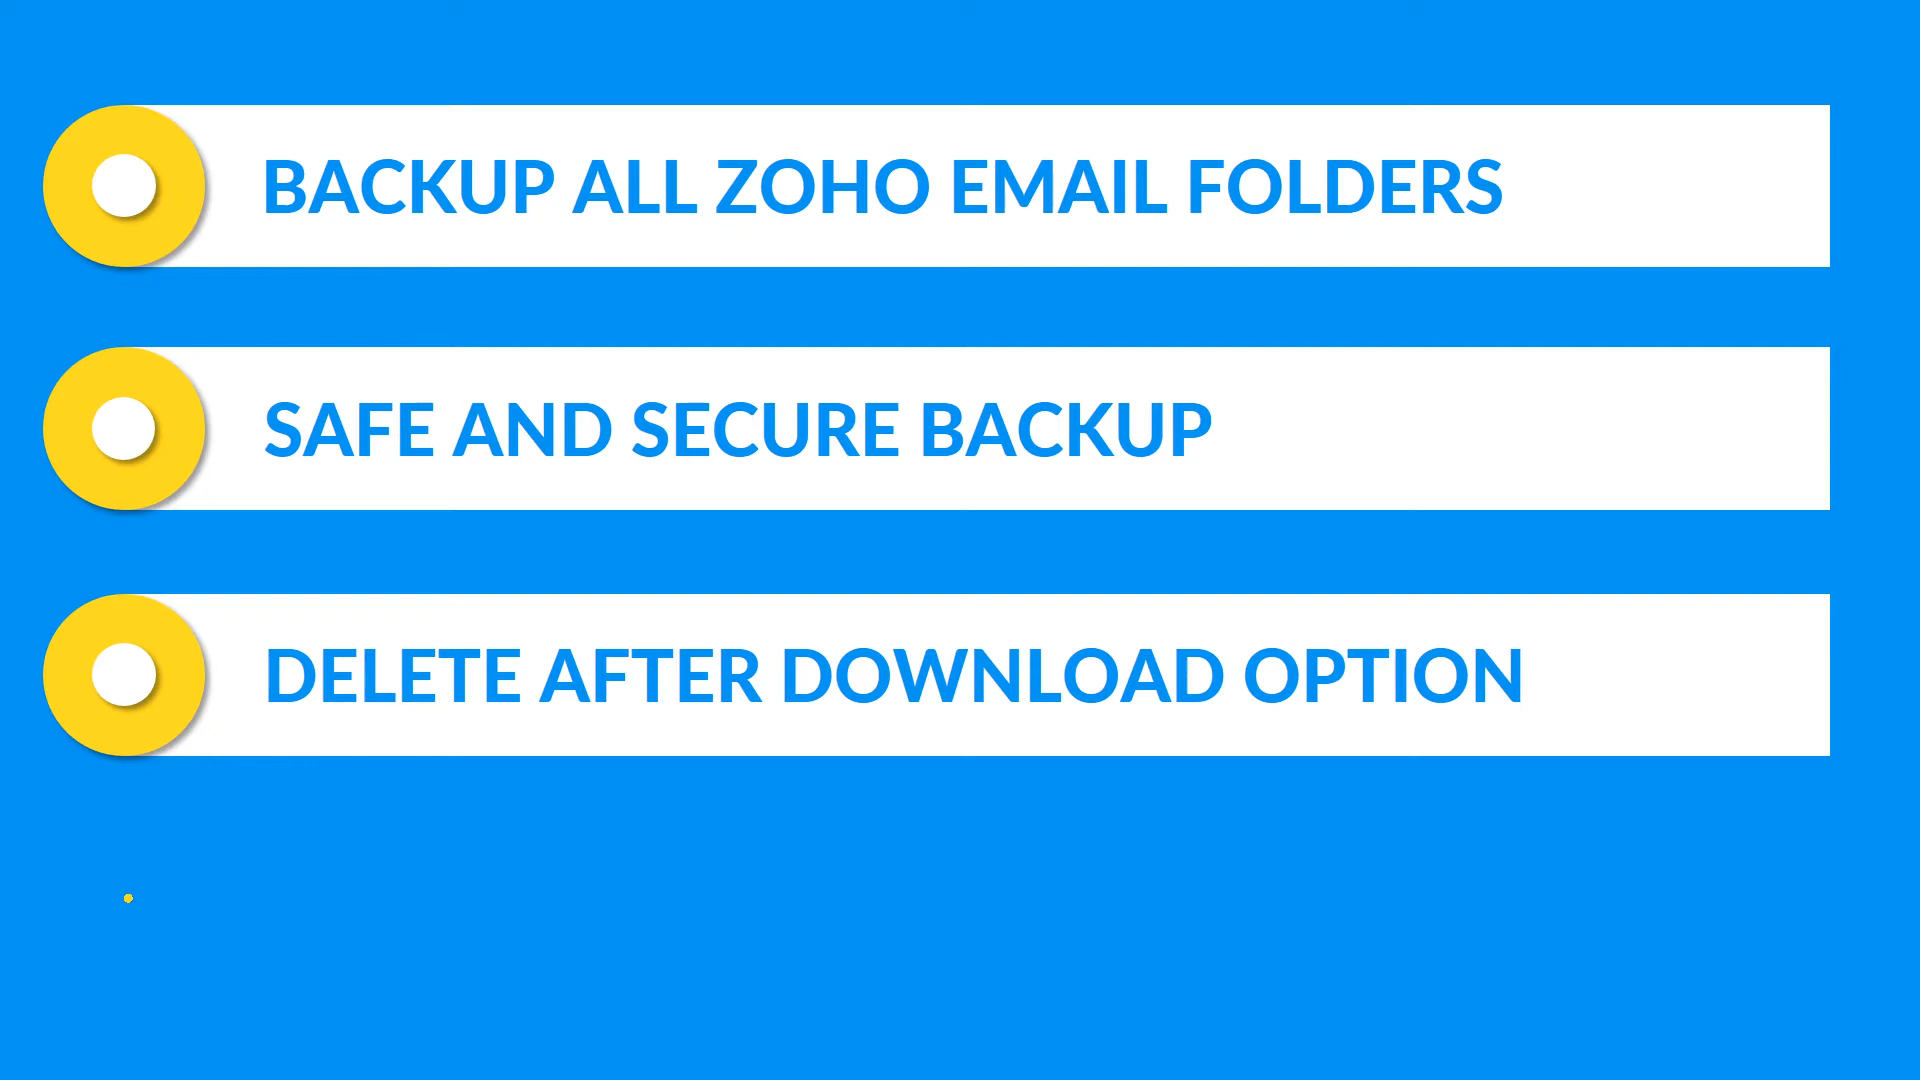 BACKUP ALL ZOHO EMAIL FOLDERS
SAFE AND SECURE BACKUP
DELETE AFTER DOWNLOAD OPTION